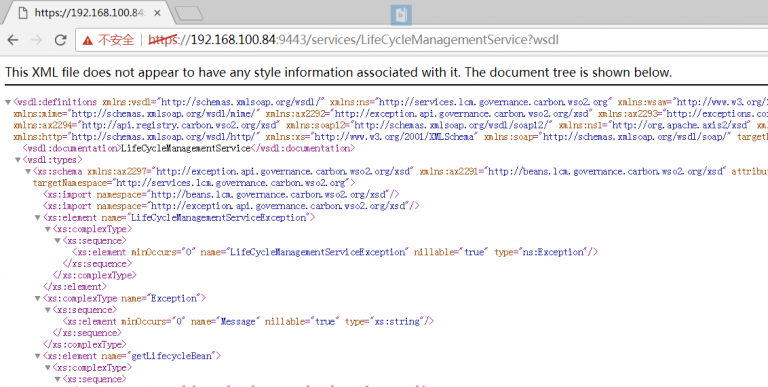 https://192.168.100.84
不安全 https://192.168.100.84:9443/services/LifeCycleManagementService?wsdl
This XML file does not appear to have any style information associated with it. The document tree is shown below.
▼<wsdl:definitions xmlns:wsdl="http://schemas.xmlsoap.org/wsdl/" xmlns:ns="http://services.lcm.governance.carbon.wso2.org" xmlns:wsaw="http://www.w3.org/
xmlns:mime="http://schemas.xmlsoap.org/wsdl/mime/" xmlns:ax2292="http://exception.api.governance.carbon.wso2.org/xsd" xmlns:ax2293="http://exceptions.co
xmlns:ax2294="http://api.registry.carbon.wso2.org/xsd" xmlns:soap12="http://schemas.xmlsoap.org/wsdl/soap12/" xmlns:ns1="http://org.apache.axis2/xsd" x
xmlns:http="http://schemas.xmlsoap.org/wsdl/http/" xmlns:xs="http://www.w3.org/2001/XMLSchema" xmlns:soap="http://schemas.xmlsoap.org/wsdl/soap/" target
<wsdl:documentation>LifeCycleManagementService</wsdl:documentation>
▼<wsdl:types>
▼<xs:schema xmlns:ax2297="http://exception.api.governance.carbon.wso2.org/xsd" xmlns:ax2291="http://beans.lcm.governance.carbon.wso2.org/xsd" attribut
targetNamespace="http://services.lcm.governance.carbon.wso2.org">
<xs:import namespace="http://beans.lcm.governance.carbon.wso2.org/xsd"/>
<xs:import namespace="http://exception.api.governance.carbon.wso2.org/xsd"/>
▼<xs:element name="LifeCycleManagementServiceException">
▼<xs:complexType>
▼<xs:sequence>
<xs:element minOccurs="0" name="LifeCycleManagementServiceException" nillable="true" type="ns:Exception"/>
</xs:sequence>
</xs:complexType>
</xs:element>
▼<xs:complexType name="Exception">
▼<xs:sequence>
<xs:element minOccurs="0" name="Message" nillable="true" type="xs:string"/>
</xs:sequence>
</xs:complexType>
▼<xs:element name="getLifecycleBean">
▼<xs:complexType>
▼<xs:sequence>